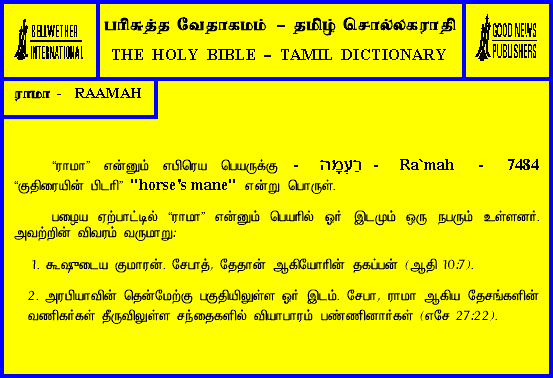 BELLWETHER
INTERNATIONAL
பரிசுத்த வேதாகமம் – தமிழ் சொல்லகராதி
THE HOLY BIBLE – TAMIL DICTIONARY
GOOD NEWS
PUBLISHERS
ராமா - RAAMAH
“ராமா” என்னும் எபிரெய பெயருக்கு - רַעְמָה - Ra`mah - 7484
“குதிரையின் பிடரி” "horse's mane" என்று பொருள்.
பழைய ஏற்பாட்டில் “ராமா” என்னும் பெயரில் ஓர் இடமும் ஒரு நபரும் உள்ளனர்.
அவற்றின் விவரம் வருமாறு:
1. கூஷுடைய குமாரன். சேபாத், தேதான் ஆகியோரின் தகப்பன் (ஆதி 10:7).
2. அரபியாவின் தென்மேற்கு பகுதியிலுள்ள ஓர் இடம். சேபா, ராமா ஆகிய தேசங்களின்
வணிகர்கள் தீருவிலுள்ள சந்தைகளில் வியாபாரம் பண்ணினார்கள் (எசே 27:22).